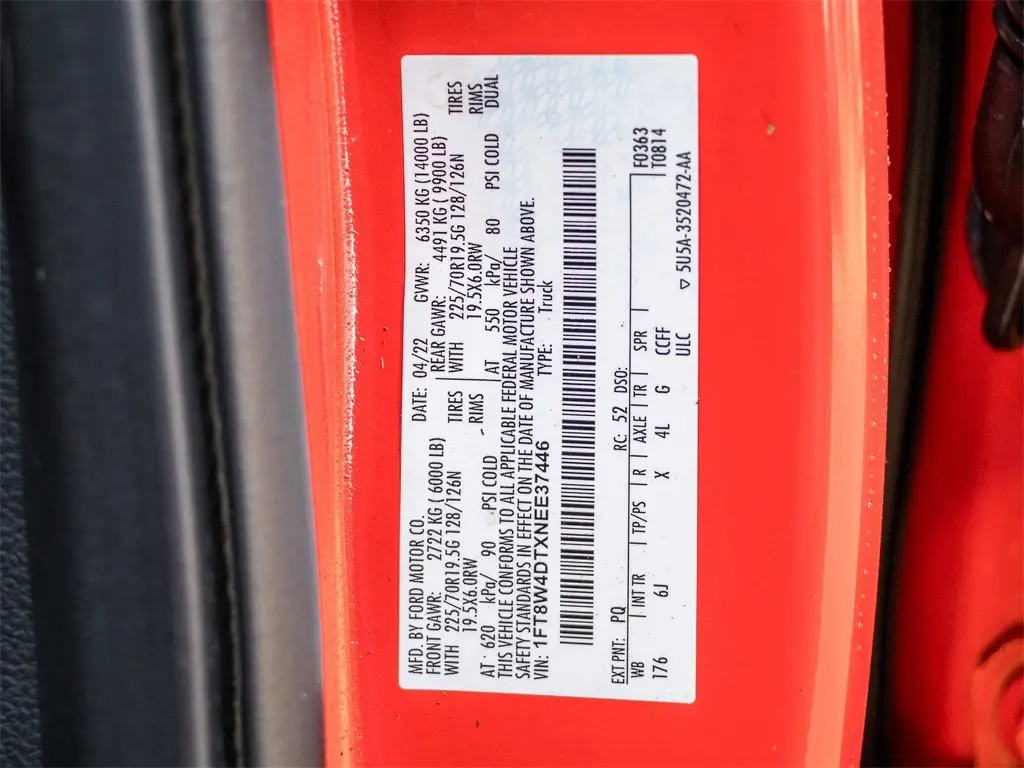 MFD. BY FORD MOTOR CO. DATE: 04/22 GVWR: 6350 KG (14000 LB)
FRONT GAWR: 2722 KG ( 6000 LB) REAR GAWR: 4491 KG ( 9900 LB)
WITH 225/70R19.5G 128/126N TIRES WITH 225/70R19.5G 128/126N TIRES
19.5X6.0RW RIMS 19.5X6.0RW RIMS
AT 620 kPa/ 90 PSI COLD AT 550 kPa/ 80 PSI COLD DUAL
THIS VEHICLE CONFORMS TO ALL APPLICABLE FEDERAL MOTOR VEHICLE
SAFETY STANDARDS IN EFFECT ON THE DATE OF MANUFACTURE SHOWN ABOVE.
VIN: 1FT8W4DTXNEE37446 TYPE: Truck
EXT PNT: PQ RC: 52 DSO:
WB INT TR TP/PS R AXLE TR SPR F0363
176 6J X 4L G CCFF T0814
ULC ▽ 5U5A-3520472-AA